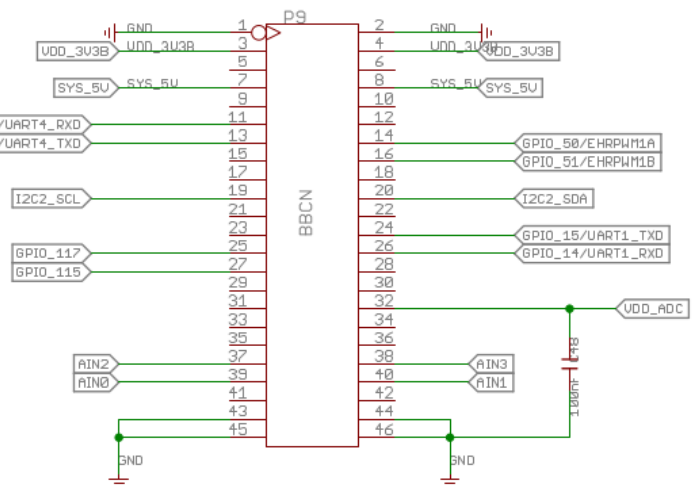 P9
GND 1 2 GND
VDD_3V3B VDD_3V3B 3 4 VDD_3V3B VDD_3V3B
5 6
SYS_5V SYS_5V 7 8 SYS_5V SYS_5V
9 10
/UART4_RXD 11 12
/UART4_TXD 13 14 GPIO_50/EHRPWM1A
15 16 GPIO_51/EHRPWM1B
17 18
I2C2_SCL 19 20 I2C2_SDA
BBCN
21 22
23 24 GPIO_15/UART1_TXD
GPIO_117 25 26 GPIO_14/UART1_RXD
GPIO_115 27 28
29 30
31 32 VDD_ADC
33 34
35 36
C48
AIN2 37 38 AIN3
AIN0 39 40 AIN1
100nF
41 42
43 44
45 46
GND GND